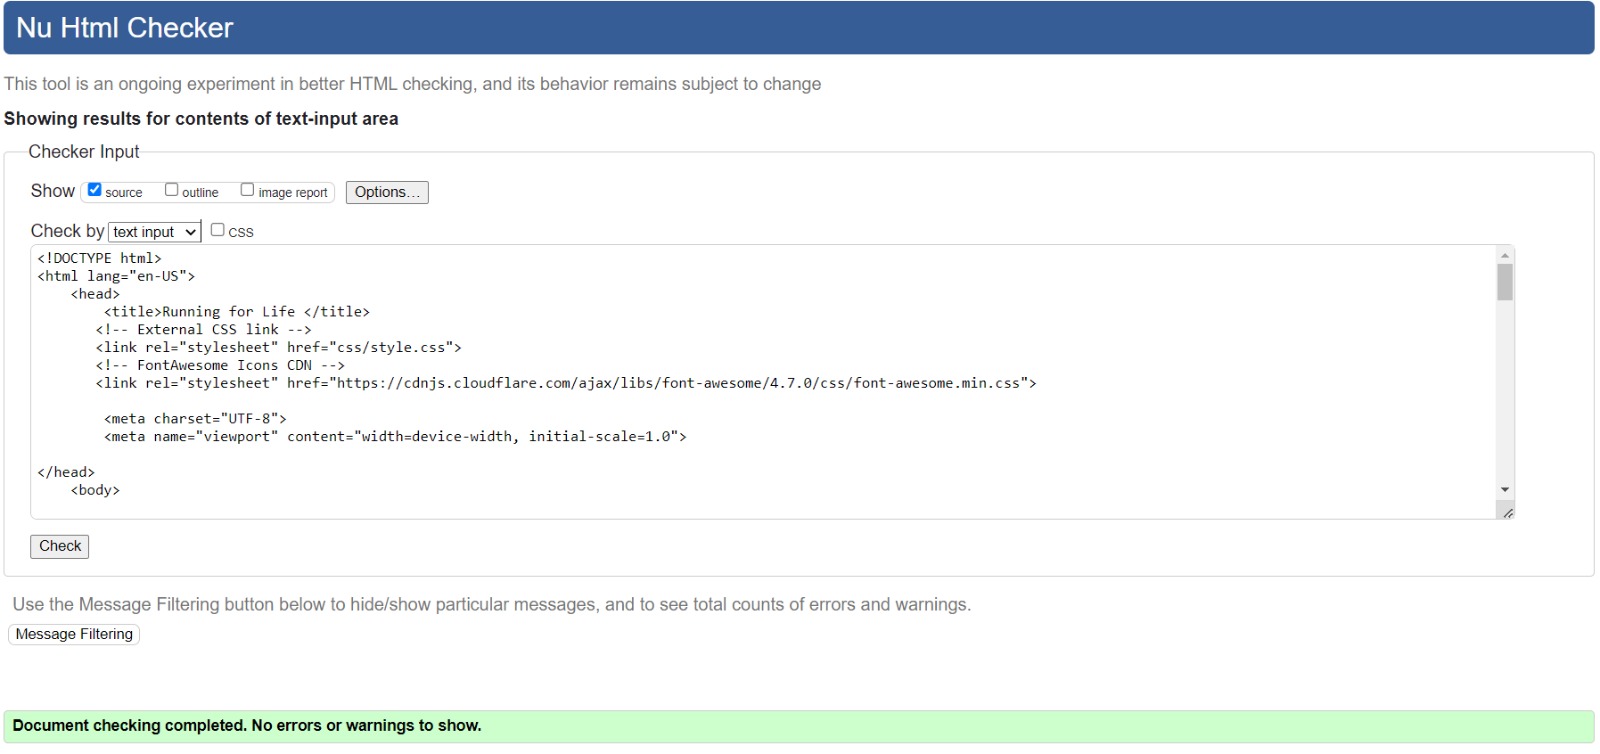 Nu Html Checker
This tool is an ongoing experiment in better HTML checking, and its behavior remains subject to change
Showing results for contents of text-input area
Checker Input
Show source outline image report Options...
Check by text input CSS
<!DOCTYPE html>
<html lang="en-US">
    <head>
        <title>Running for Life </title>
       <!-- External CSS link -->
       <link rel="stylesheet" href="css/style.css">
       <!-- FontAwesome Icons CDN -->
       <link rel="stylesheet" href="https://cdnjs.cloudflare.com/ajax/libs/font-awesome/4.7.0/css/font-awesome.min.css">
        <meta charset="UTF-8">
        <meta name="viewport" content="width=device-width, initial-scale=1.0">
</head>
    <body>
Check
Use the Message Filtering button below to hide/show particular messages, and to see total counts of errors and warnings.
Message Filtering
Document checking completed. No errors or warnings to show.